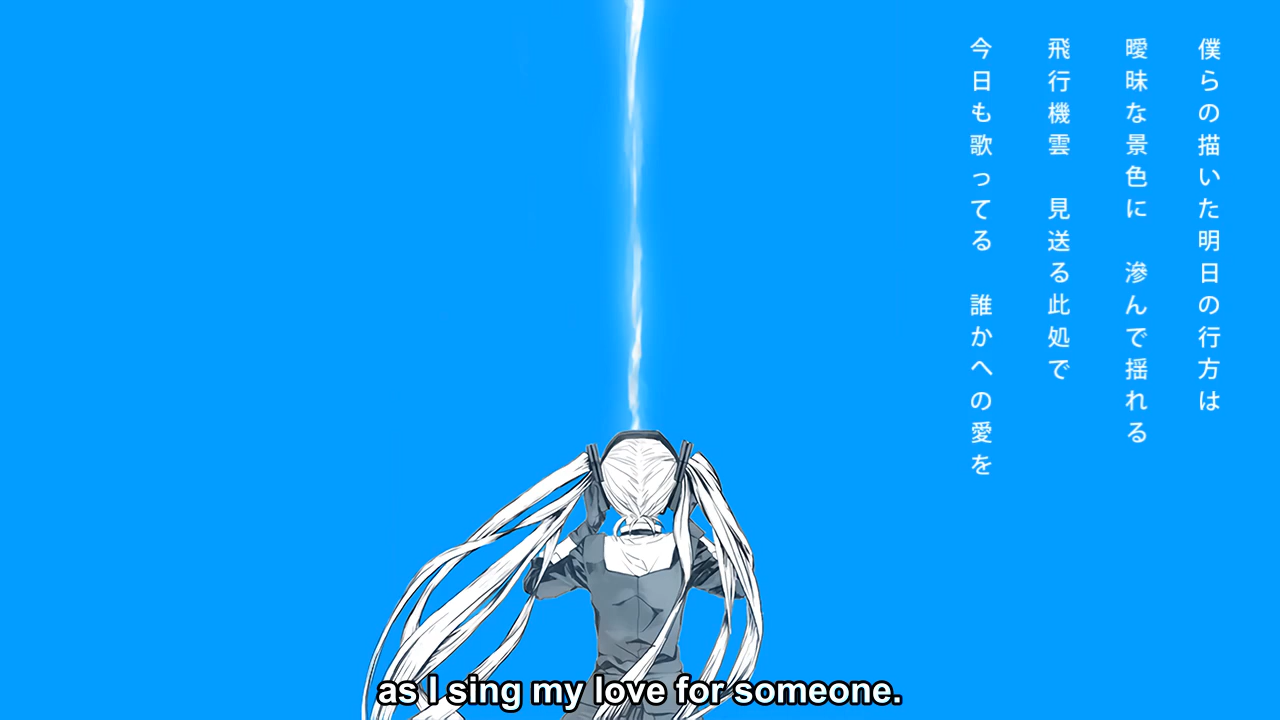 僕らの描いた明日の行方は
曖昧な景色に　滲んで揺れる
飛行機雲　見送る此処で
今日も歌ってる　誰かへの愛を
as I sing my love for someone.